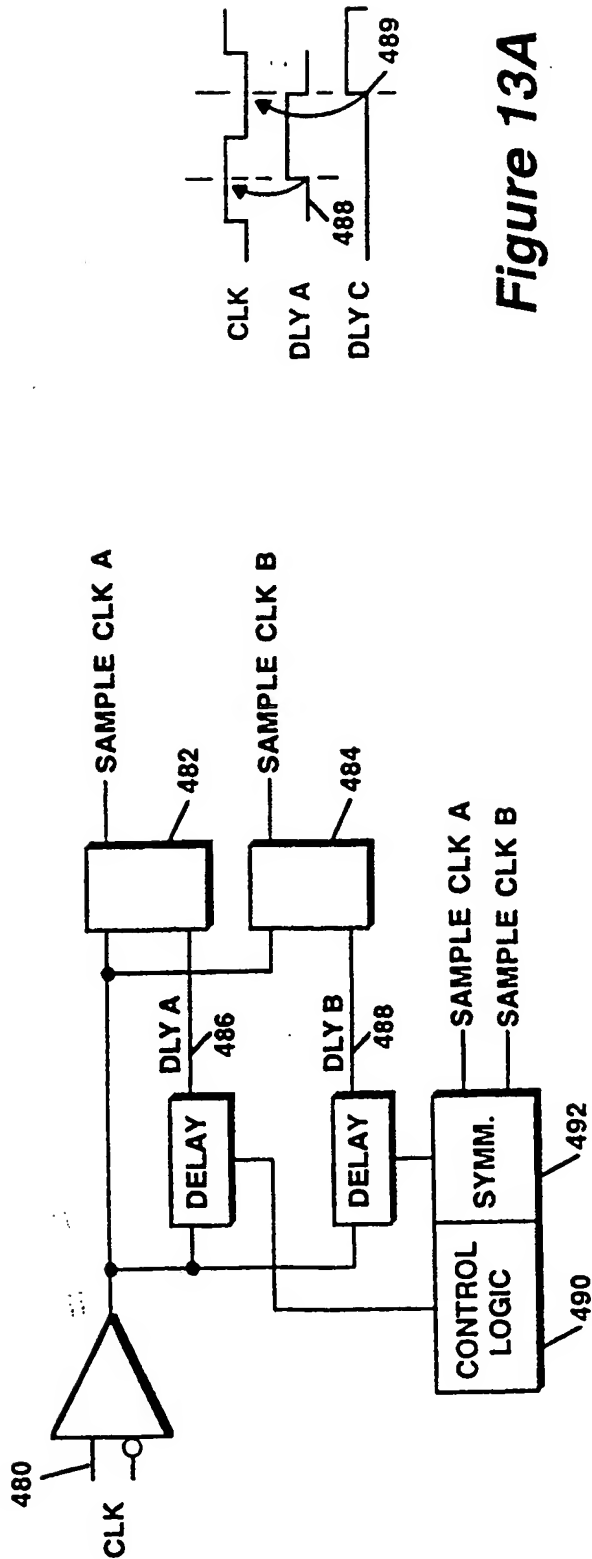 480
CLK
DELAY
DLY A
486
482
SAMPLE CLK A
DELAY
DLY B
488
484
SAMPLE CLK B
CONTROL
LOGIC
SYMM.
490
492
SAMPLE CLK A
SAMPLE CLK B
CLK
DLY A
DLY C
488
489
Figure 13A